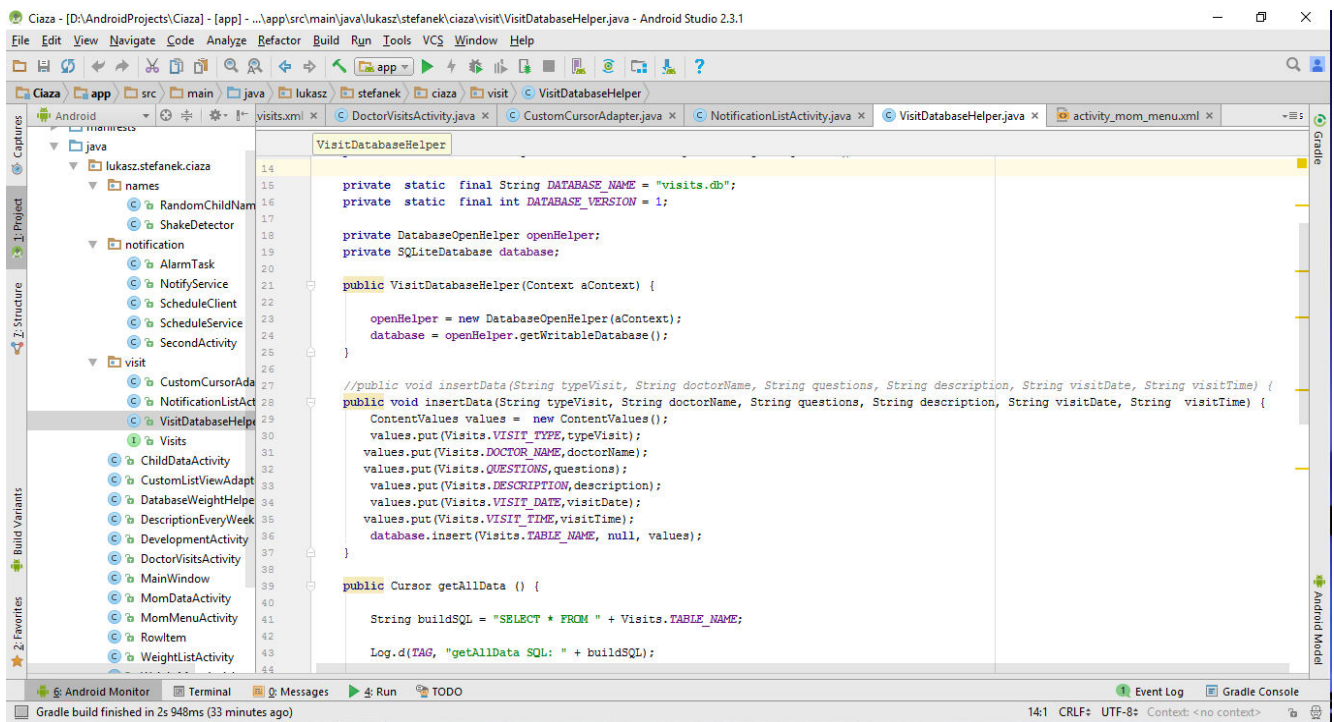 Ciaza - [D:\AndroidProjects\Ciaza] - [app] - ...\app\src\main\java\lukasz\stefanek\ciaza\visit\VisitDatabaseHelper.java - Android Studio 2.3.1
File Edit View Navigate Code Analyze Refactor Build Run Tools VCS Window Help
app
Ciaza app src main java lukasz stefanek ciaza visit VisitDatabaseHelper
Android visits.xml DoctorVisitsActivity.java CustomCursorAdapter.java NotificationListActivity.java VisitDatabaseHelper.java activity_mom_menu.xml
Captures
1: Project
7: Structure
Build Variants
2: Favorites
manifests
java
lukasz.stefanek.ciaza
names
RandomChildNam
ShakeDetector
notification
AlarmTask
NotifyService
ScheduleClient
ScheduleService
SecondActivity
visit
CustomCursorAda
NotificationListAct
VisitDatabaseHelpe
Visits
ChildDataActivity
CustomListViewAdapt
DatabaseWeightHelpe
DescriptionEveryWeek
DevelopmentActivity
DoctorVisitsActivity
MainWindow
MomDataActivity
MomMenuActivity
RowItem
WeightListActivity
VisitDatabaseHelper
14
15 private static final String DATABASE_NAME = "visits.db";
16 private static final int DATABASE_VERSION = 1;
17
18 private DatabaseOpenHelper openHelper;
19 private SQLiteDatabase database;
20
21 public VisitDatabaseHelper(Context aContext) {
22
23 openHelper = new DatabaseOpenHelper(aContext);
24 database = openHelper.getWritableDatabase();
25 }
26
27 //public void insertData(String typeVisit, String doctorName, String questions, String description, String visitDate, String visitTime) {
28 public void insertData(String typeVisit, String doctorName, String questions, String description, String visitDate, String visitTime) {
29 ContentValues values = new ContentValues();
30 values.put(Visits.VISIT_TYPE,typeVisit);
31 values.put(Visits.DOCTOR_NAME,doctorName);
32 values.put(Visits.QUESTIONS,questions);
33 values.put(Visits.DESCRIPTION,description);
34 values.put(Visits.VISIT_DATE,visitDate);
35 values.put(Visits.VISIT_TIME,visitTime);
36 database.insert(Visits.TABLE_NAME, null, values);
37 }
38
39 public Cursor getAllData () {
40
41 String buildSQL = "SELECT * FROM " + Visits.TABLE_NAME;
42
43 Log.d(TAG, "getAllData SQL: " + buildSQL);
44
Gradle
Android Model
6: Android Monitor Terminal 0: Messages 4: Run TODO 1 Event Log Gradle Console
Gradle build finished in 2s 948ms (33 minutes ago) 14:1 CRLF UTF-8 Context: <no context>